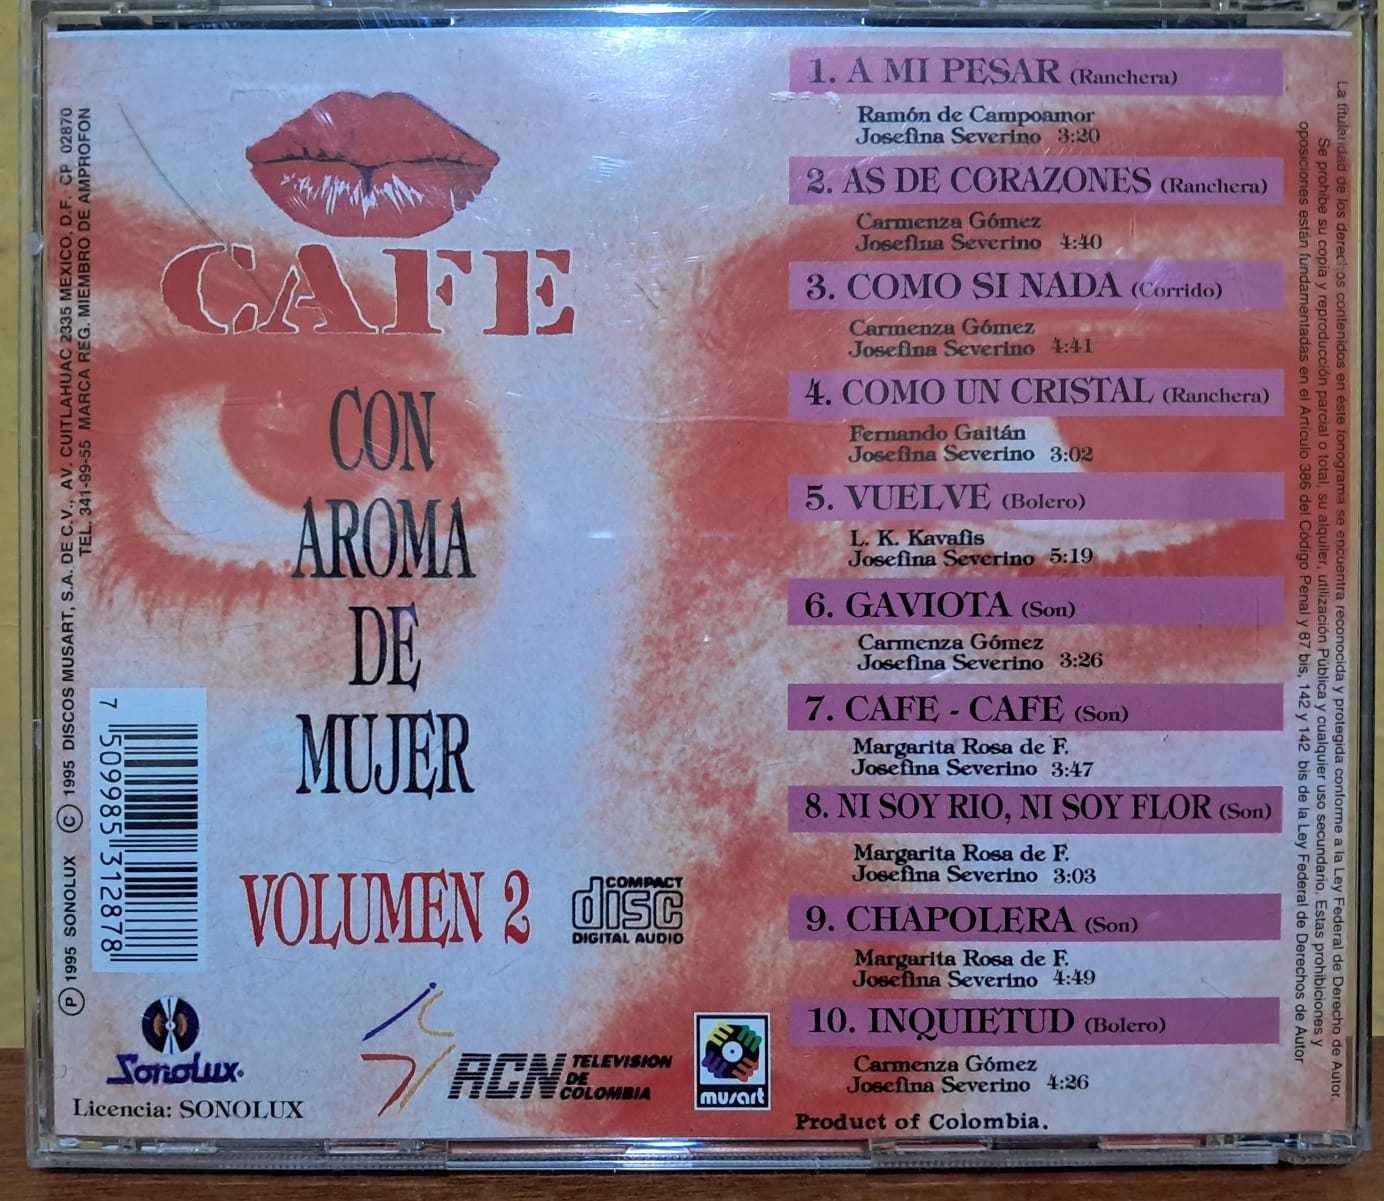 CAFE
CON
AROMA
DE
MUJER
VOLUMEN 2
COMPACT
disc
DIGITAL AUDIO
1. A MI PESAR (Ranchera)
Ramón de Campoamor
Josefina Severino 3:20
2. AS DE CORAZONES (Ranchera)
Carmenza Gómez
Josefina Severino 4:40
3. COMO SI NADA (Corrido)
Carmenza Gómez
Josefina Severino 4:41
4. COMO UN CRISTAL (Ranchera)
Fernando Gaitán
Josefina Severino 3:02
5. VUELVE (Bolero)
L. K. Kavafis
Josefina Severino 5:19
6. GAVIOTA (Son)
Carmenza Gómez
Josefina Severino 3:26
7. CAFE - CAFE (Son)
Margarita Rosa de F.
Josefina Severino 3:47
8. NI SOY RIO, NI SOY FLOR (Son)
Margarita Rosa de F.
Josefina Severino 3:03
9. CHAPOLERA (Son)
Margarita Rosa de F.
Josefina Severino 4:49
10. INQUIETUD (Bolero)
Carmenza Gómez
Josefina Severino 4:26
Product of Colombia.
Sonolux
Licencia: SONOLUX
RCN TELEVISION
DE
COLOMBIA
musart
7 509985 312878
Ⓟ 1995 SONOLUX © 1995 DISCOS MUSART, S.A. DE C.V., AV. CUITLAHUAC 2335 MEXICO, D.F. CP 02870
TEL. 341-99-55 MARCA REG. MIEMBRO DE AMPROFON
La titularidad de los derechos contenidos en éste fonograma se encuentra reconocida y protegida conforme a la Ley Federal de Derecho de Autor.
Se prohibe su copia y reproducción parcial o total, su alquiler, utilización Pública y cualquier uso secundario. Estas prohibiciones y
oposiciones están fundamentadas en el Artículo 386 del Código Penal y 87 bis, 142 y 142 bis de la Ley Federal de Derechos de Autor